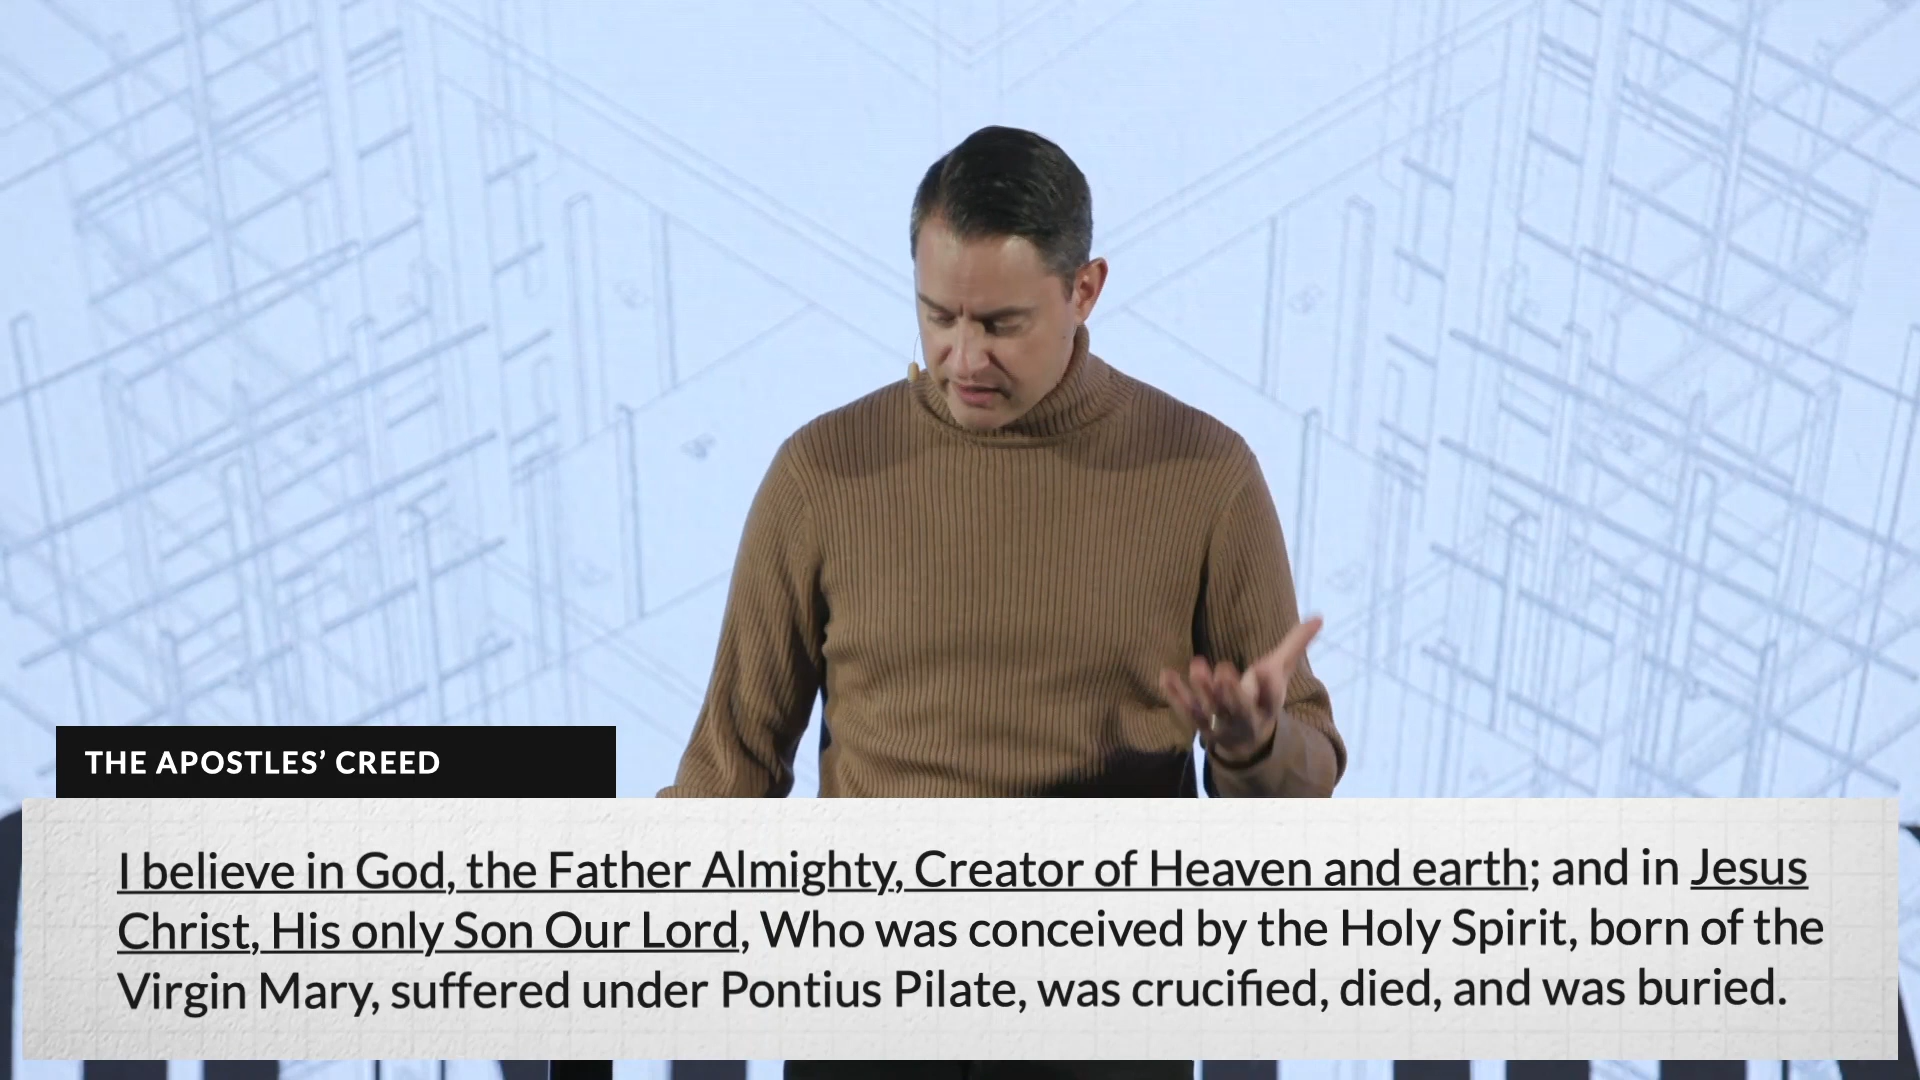 THE APOSTLES’ CREED
I believe in God, the Father Almighty, Creator of Heaven and earth; and in Jesus
Christ, His only Son Our Lord, Who was conceived by the Holy Spirit, born of the
Virgin Mary, suffered under Pontius Pilate, was crucified, died, and was buried.